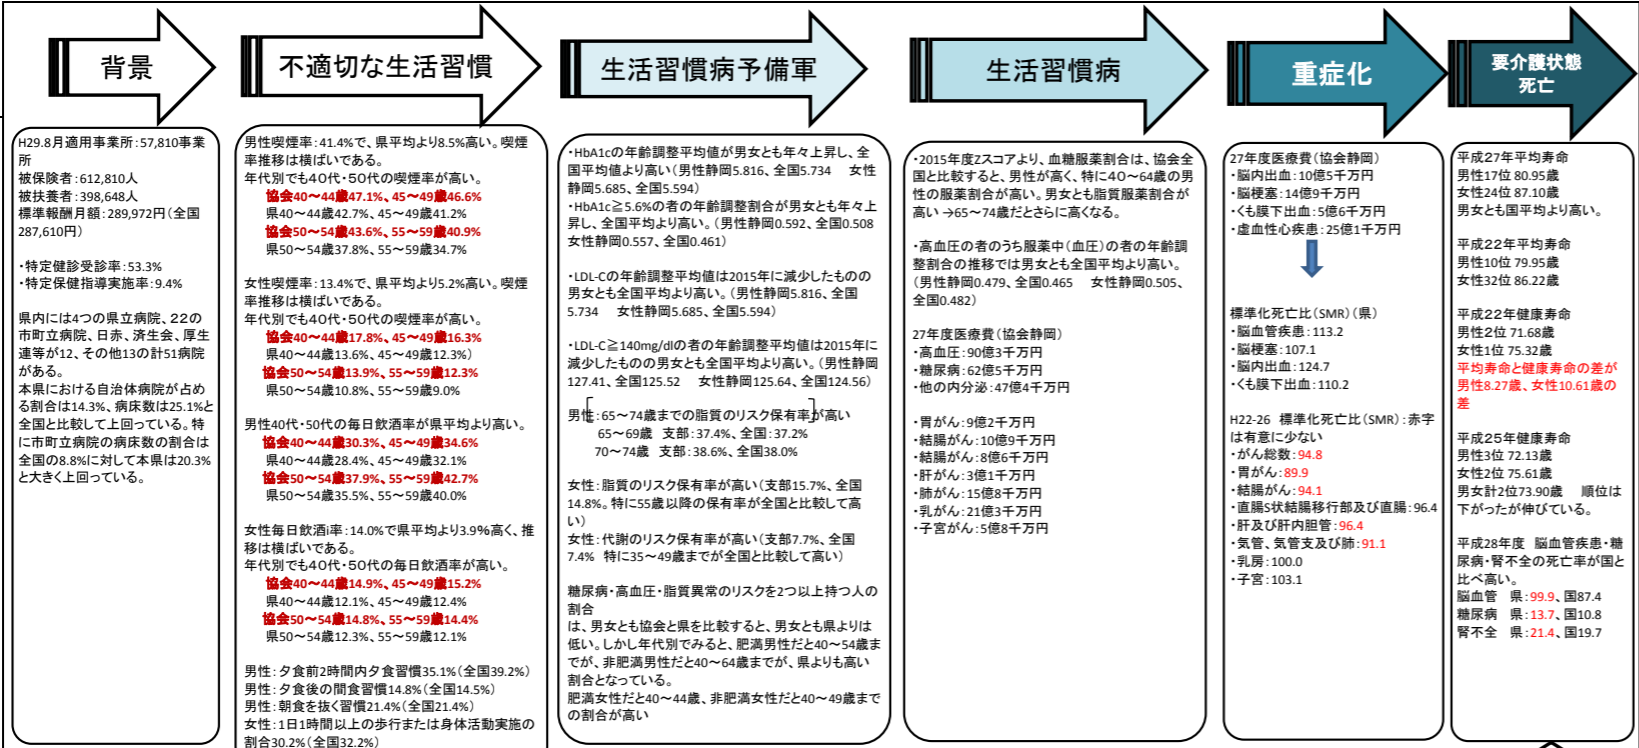 背景
不適切な生活習慣
生活習慣病予備軍
生活習慣病
重症化
要介護状態
死亡
H29.8月適用事業所:57,810事業
所
被保険者:612,810人
被扶養者:398,648人
標準報酬月額:289,972円(全国
287,610円)
・特定健診受診率:53.3%
・特定保健指導実施率:9.4%
県内には4つの県立病院、22の
市町立病院、日赤、済生会、厚生
連等が12、その他13の計51病院
がある。
本県における自治体病院が占め
る割合は14.3%、病床数は25.1%と
全国と比較して上回っている。特
に市町立病院の病床数の割合は
全国の8.8%に対して本県は20.3%
と大きく上回っている。
男性喫煙率:41.4%で、県平均より8.5%高い。喫煙
率推移は横ばいである。
年代別でも40代・50代の喫煙率が高い。
協会40～44歳47.1%、45～49歳46.6%
県40～44歳42.7%、45～49歳41.2%
協会50～54歳43.6%、55～59歳40.9%
県50～54歳37.8%、55～59歳34.7%
女性喫煙率:13.4%で、県平均より5.2%高い。喫煙
率推移は横ばいである。
年代別でも40代・50代の喫煙率が高い。
協会40～44歳17.8%、45～49歳16.3%
県40～44歳13.6%、45～49歳12.3%)
協会50～54歳13.9%、55～59歳12.3%
県50～54歳10.8%、55～59歳9.0%
男性40代・50代の毎日飲酒率が県平均より高い。
協会40～44歳30.3%、45～49歳34.6%
県40～44歳28.4%、45～49歳32.1%
協会50～54歳37.9%、55～59歳42.7%
県50～54歳35.5%、55～59歳40.0%
女性毎日飲酒i率:14.0%で県平均より3.9%高く、推
移は横ばいである。
年代別でも40代・50代の毎日飲酒率が高い。
協会40～44歳14.9%、45～49歳15.2%
県40～44歳12.1%、45～49歳12.4%
協会50～54歳14.8%、55～59歳14.4%
県50～54歳12.3%、55～59歳12.1%
男性:夕食前2時間内夕食習慣35.1%(全国39.2%)
男性:夕食後の間食習慣14.8%(全国14.5%)
男性:朝食を抜く習慣21.4%(全国21.4%)
女性:1日1時間以上の歩行または身体活動実施の
割合30.2%(全国32.2%)
・HbA1cの年齢調整平均値が男女とも年々上昇し、全
国平均値より高い(男性静岡5.816、全国5.734 女性
静岡5.685、全国5.594)
・HbA1c≧5.6%の者の年齢調整割合が男女とも年々上
昇し、全国平均より高い。(男性静岡0.592、全国0.508
女性静岡0.557、全国0.461)
・LDL-Cの年齢調整平均値は2015年に減少したものの
男女とも全国平均より高い。(男性静岡5.816、全国
5.734 女性静岡5.685、全国5.594)
・LDL-C≧140mg/dlの者の年齢調整平均値は2015年に
減少したものの男女とも全国平均より高い。(男性静岡
127.41、全国125.52 女性静岡125.64、全国124.56)
男性:65～74歳までの脂質のリスク保有率が高い
65～69歳 支部:37.4%、全国:37.2%
70～74歳 支部:38.6%、全国38.0%
女性:脂質のリスク保有率が高い(支部15.7%、全国
14.8%。特に55歳以降の保有率が全国と比較して高
い)
女性:代謝のリスク保有率が高い(支部7.7%、全国
7.4% 特に35～49歳までが全国と比較して高い)
糖尿病・高血圧・脂質異常のリスクを2つ以上持つ人の
割合
は、男女とも協会と県を比較すると、男女とも県よりは
低い。しかし年代別でみると、肥満男性だと40～54歳ま
でが、非肥満男性だと40～64歳までが、県よりも高い
割合となっている。
肥満女性だと40～44歳、非肥満女性だと40～49歳まで
の割合が高い
・2015年度Zスコアより、血糖服薬割合は、協会全
国と比較すると、男性が高く、特に40～64歳の男
性の服薬割合が高い。男女とも脂質服薬割合が
高い →65～74歳だとさらに高くなる。
・高血圧の者のうち服薬中(血圧)の者の年齢調
整割合の推移では男女とも全国平均より高い。
(男性静岡0.479、全国0.465 女性静岡0.505、
全国0.482)
27年度医療費(協会静岡)
・高血圧:90億3千万円
・糖尿病:62億5千万円
・他の内分泌:47億4千万円
・胃がん:9億2千万円
・結腸がん:10億9千万円
・結腸がん:8億6千万円
・肝がん:3億1千万円
・肺がん:15億8千万円
・乳がん:21億3千万円
・子宮がん:5億8千万円
27年度医療費(協会静岡)
・脳内出血:10億5千万円
・脳梗塞:14億9千万円
・くも膜下出血:5億6千万円
・虚血性心疾患:25億1千万円
標準化死亡比(SMR)(県)
・脳血管疾患:113.2
・脳梗塞:107.1
・脳内出血:124.7
・くも膜下出血:110.2
H22-26 標準化死亡比(SMR):赤字
は有意に少ない
・がん総数:94.8
・胃がん:89.9
・結腸がん:94.1
・直腸S状結腸移行部及び直腸:96.4
・肝及び肝内胆管:96.4
・気管、気管支及び肺:91.1
・乳房:100.0
・子宮:103.1
平成27年平均寿命
男性17位 80.95歳
女性24位 87.10歳
男女とも国平均より高い。
平成22年平均寿命
男性10位 79.95歳
女性32位 86.22歳
平成22年健康寿命
男性2位 71.68歳
女性1位 75.32歳
平均寿命と健康寿命の差が
男性8.27歳、女性10.61歳の
差
平成25年健康寿命
男性3位 72.13歳
女性2位 75.61歳
男女計2位73.90歳 順位は
下がったが伸びている。
平成28年度 脳血管疾患・糖
尿病・腎不全の死亡率が国と
比べ高い。
脳血管 県:99.9、国87.4
糖尿病 県:13.7、国10.8
腎不全 県:21.4、国19.7